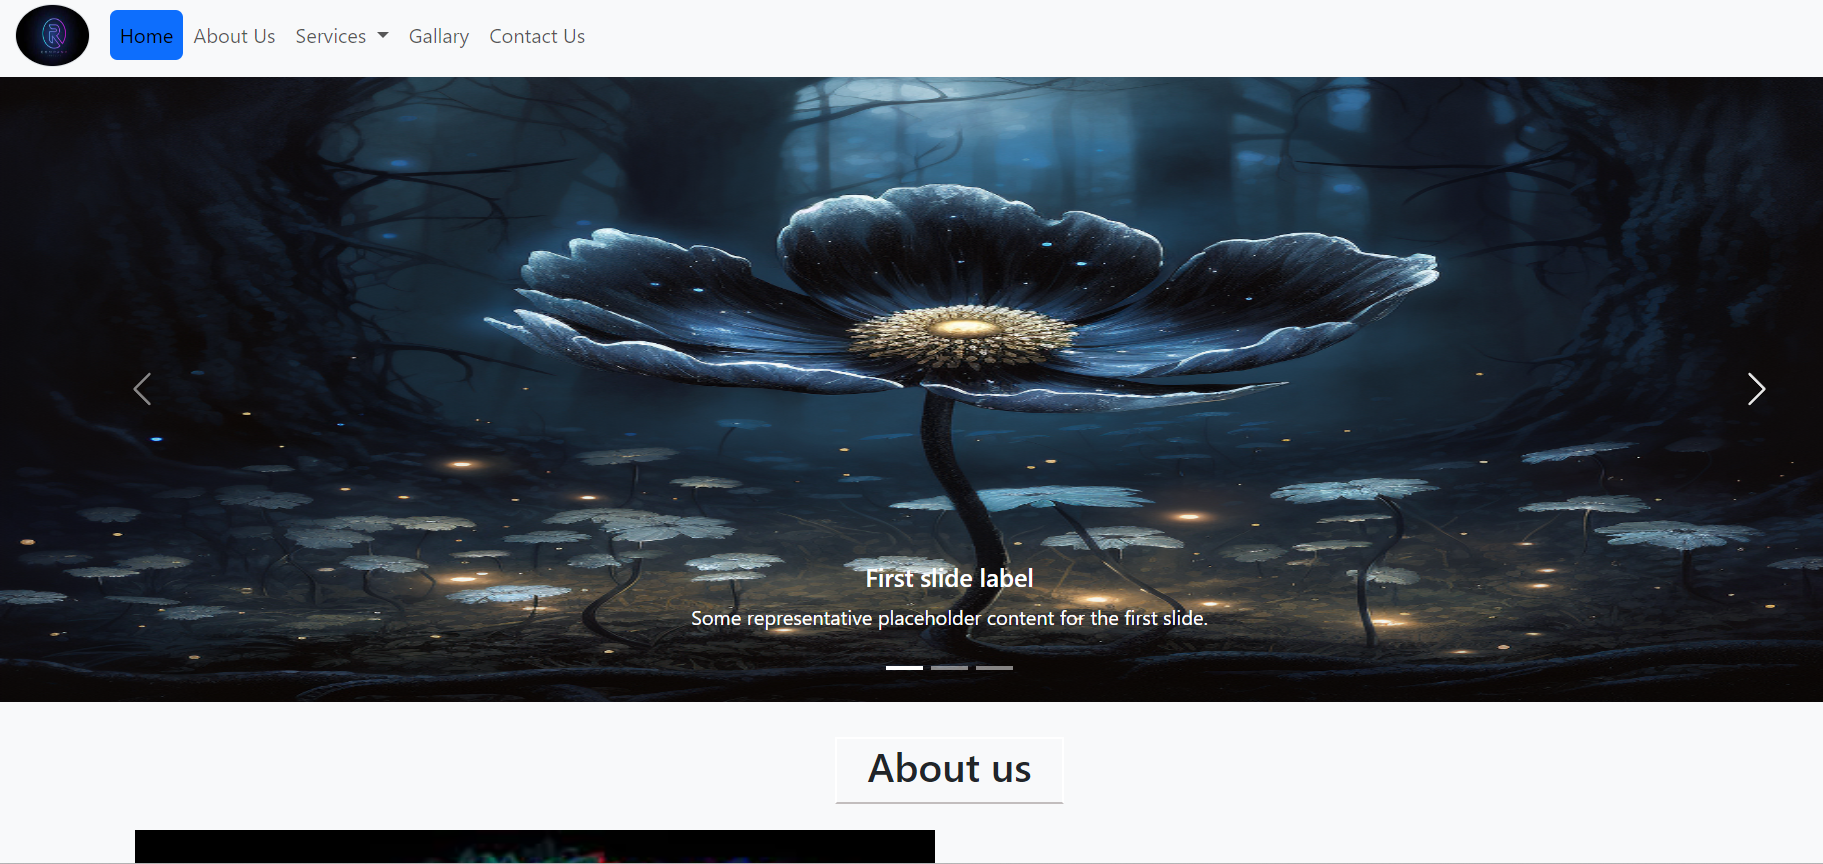 Home About Us Services Gallary Contact Us
First slide label
Some representative placeholder content for the first slide.
About us